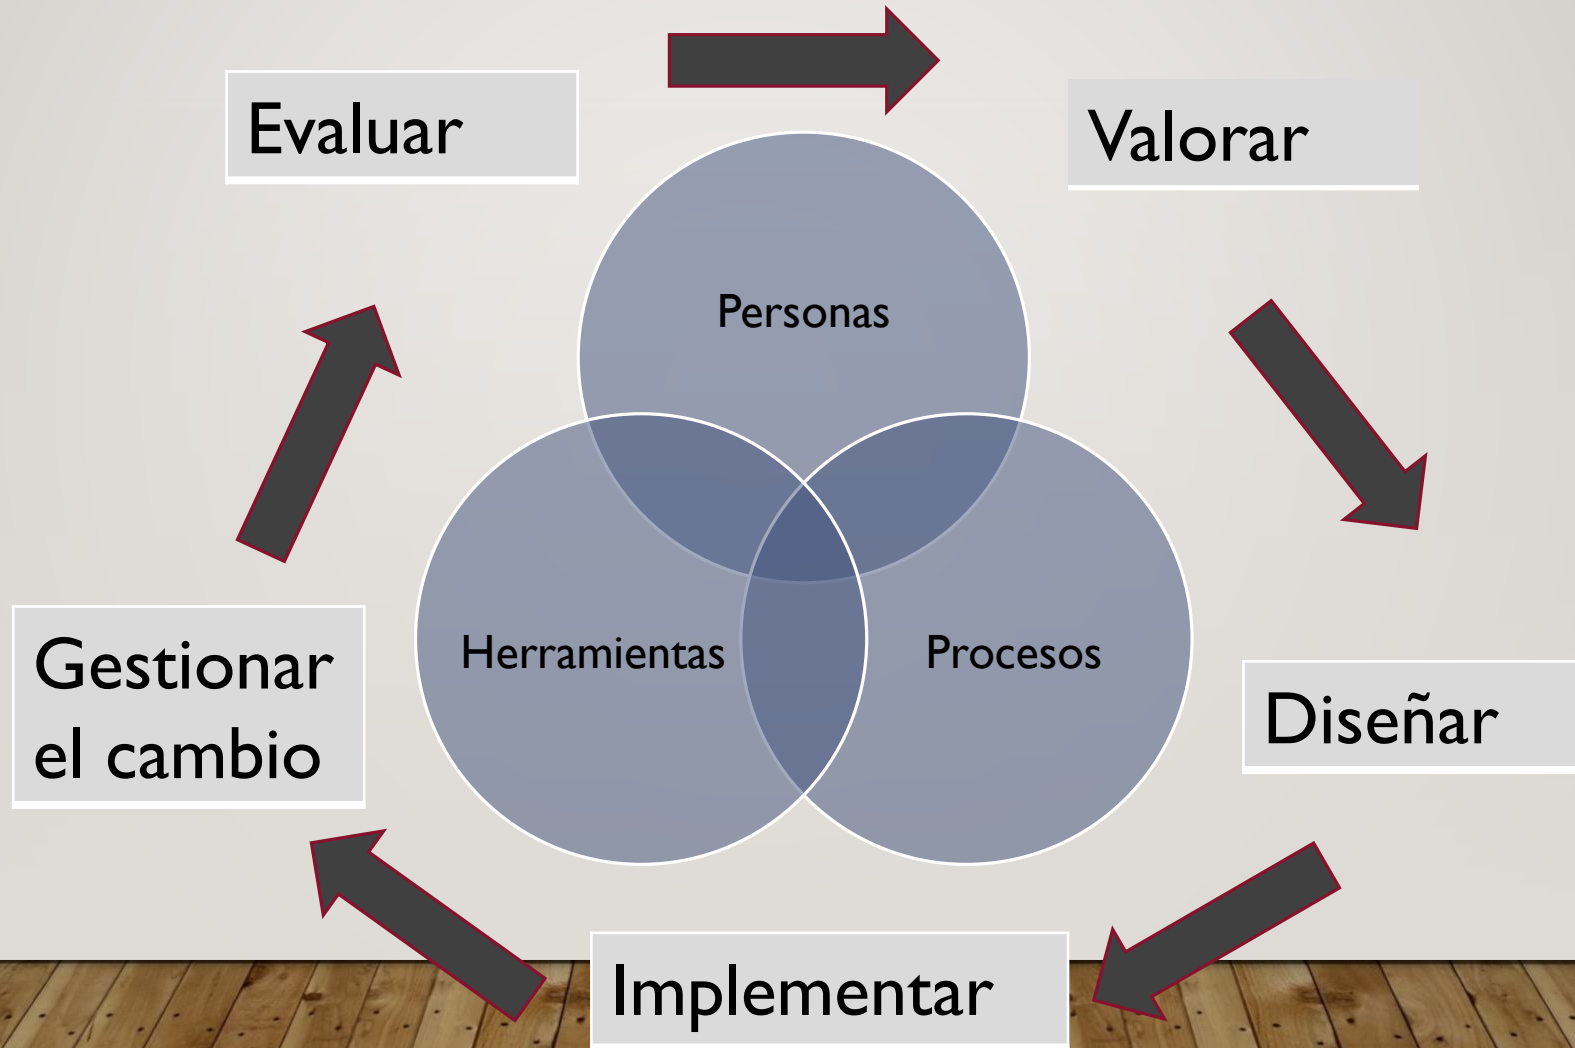 Evaluar
Valorar
Personas
Herramientas
Procesos
Gestionar
el cambio
Diseñar
Implementar